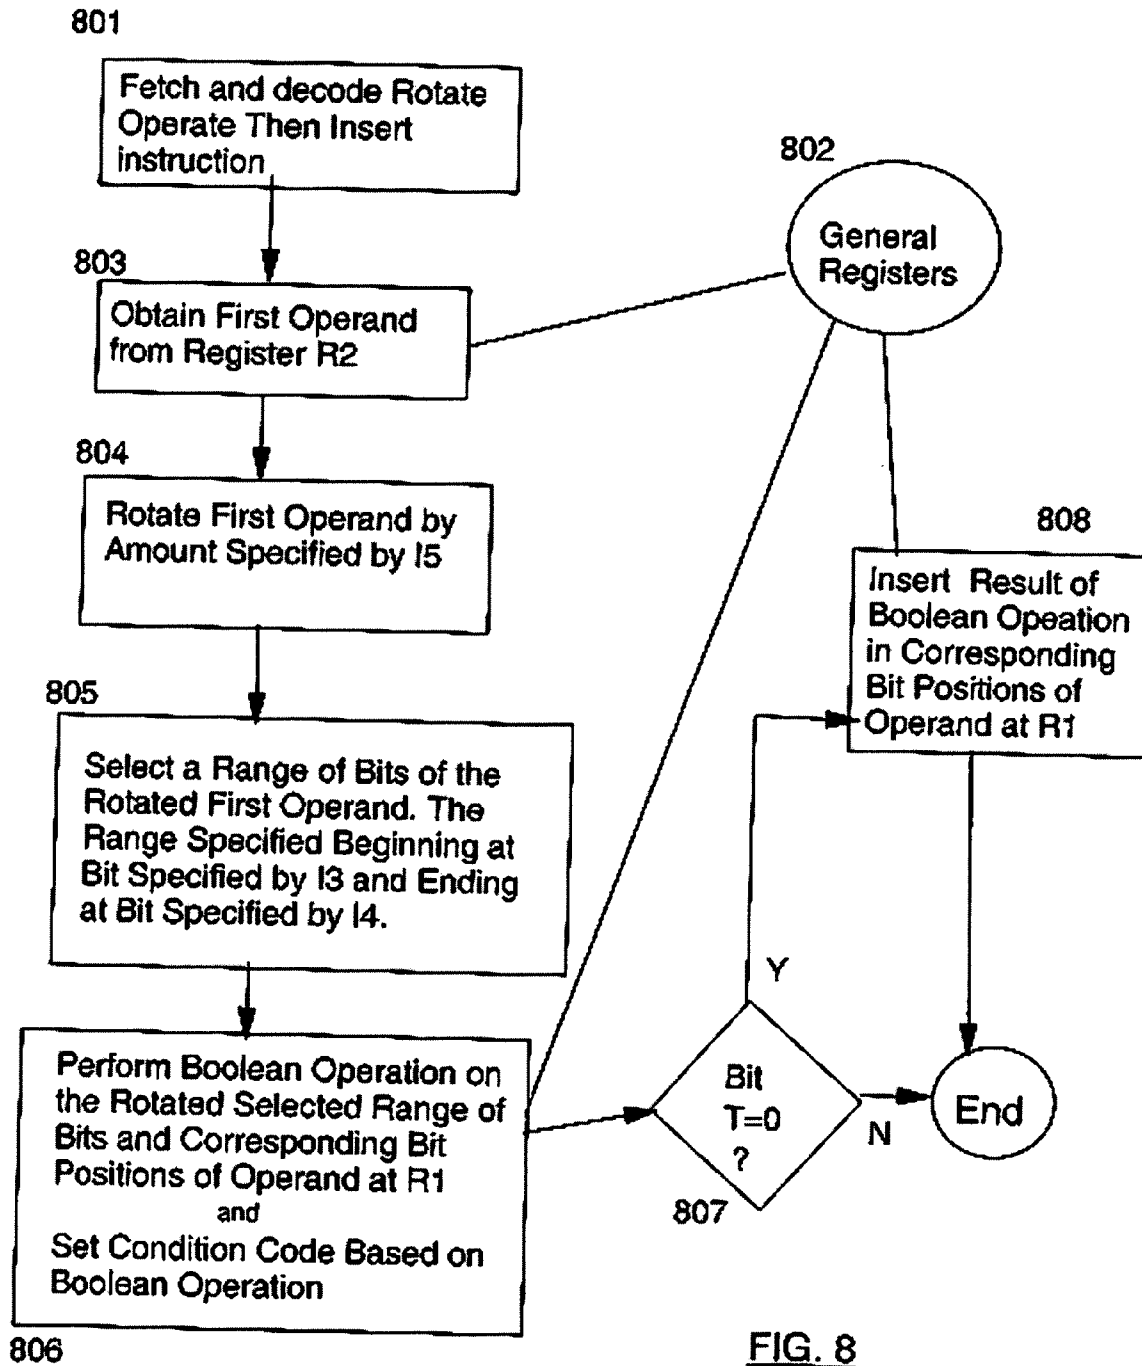 801
Fetch and decode Rotate
Operate Then Insert
instruction
802
General
Registers
803
Obtain First Operand
from Register R2
804
Rotate First Operand by
Amount Specified by I5
808
Insert Result of
Boolean Opeation
in Corresponding
Bit Positions of
Operand at R1
805
Select a Range of Bits of the
Rotated First Operand. The
Range Specified Beginning at
Bit Specified by I3 and Ending
at Bit Specified by I4.
Y
Perform Boolean Operation on
the Rotated Selected Range of
Bits and Corresponding Bit
Positions of Operand at R1
and
Set Condition Code Based on
Boolean Operation
806
Bit
T=0
?
807
N
End
FIG. 8